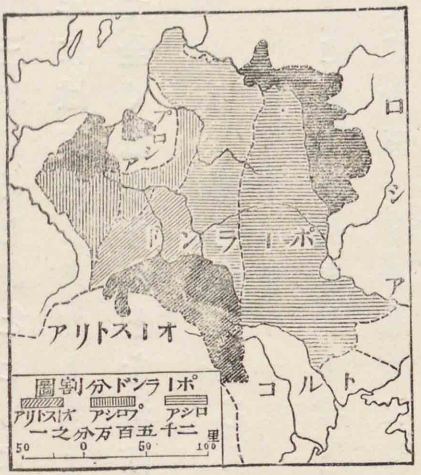 ロシア
プロシア
ポーランド
オーストリア
トルコ
ポーランド分割圖
ロシア プロシア オーストリア
二千五百万分之一
里
50 0 50 100